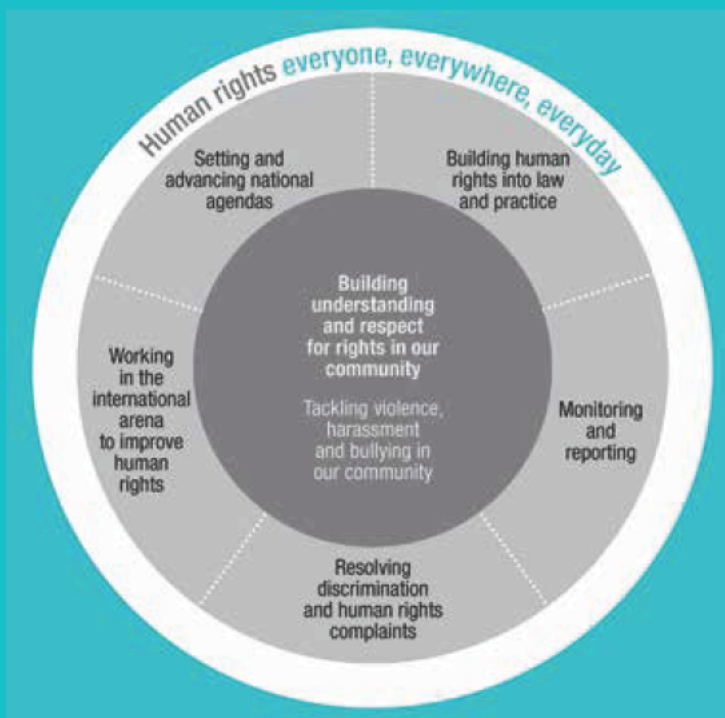 Human rights everyone, everywhere, everyday
Setting and
advancing national
agendas
Building human
rights into law
and practice
Building
understanding
and respect
for rights in our
community
Tackling violence,
harassment
and bullying in
our community
Working
in the
international
arena
to improve
human
rights
Monitoring
and
reporting
Resolving
discrimination
and human rights
complaints